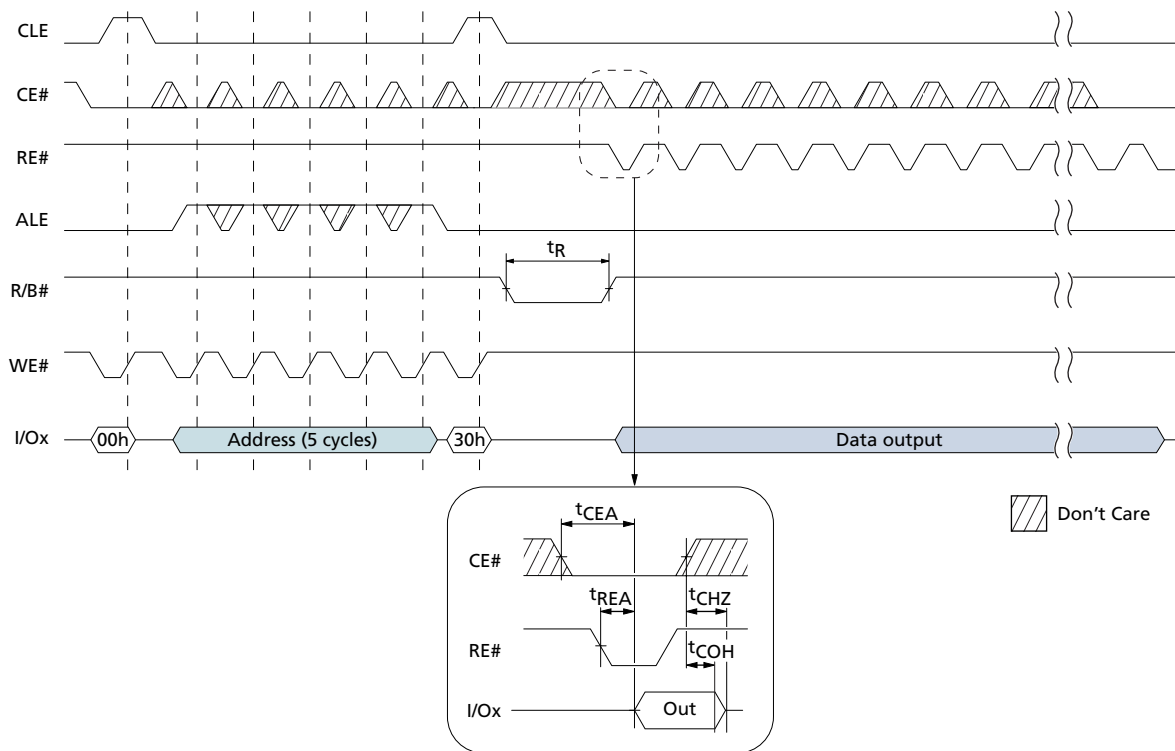 CLE
CE#
RE#
ALE
tR
R/B#
WE#
I/Ox
00h
Address (5 cycles)
30h
Data output
Don't Care
tCEA
CE#
tREA
tCHZ
RE#
tCOH
I/Ox
Out